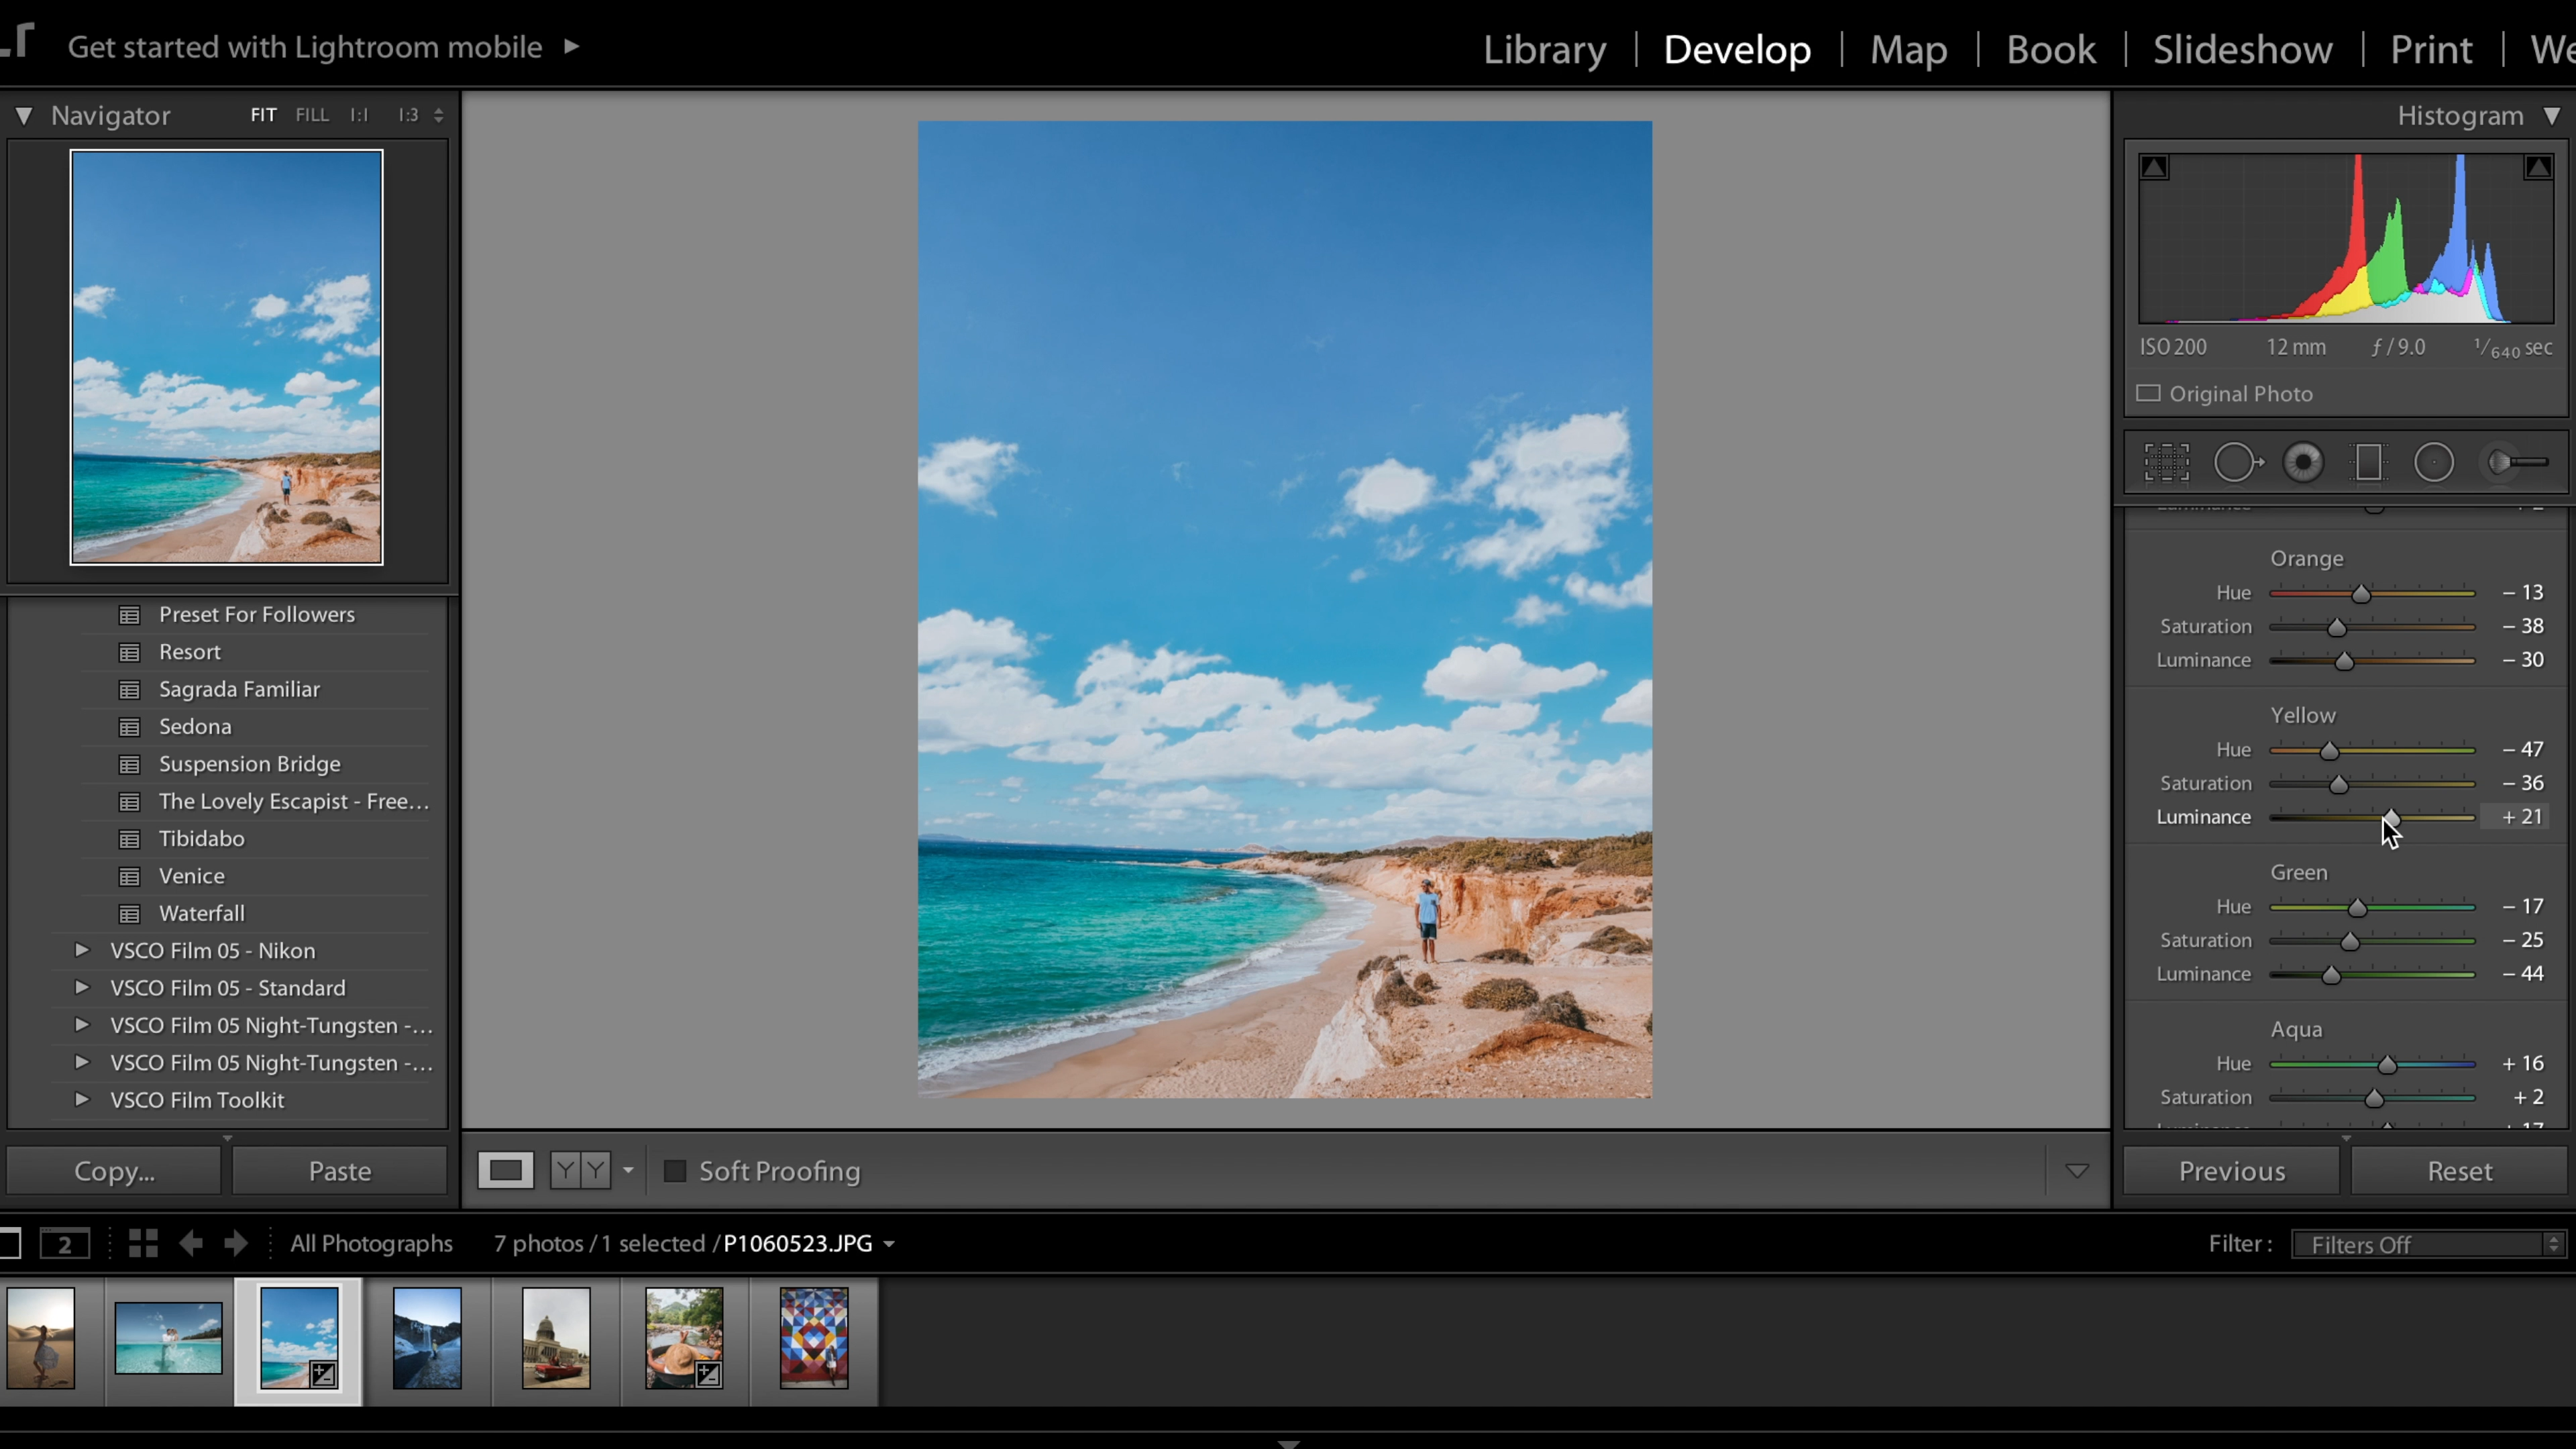 Lr Get started with Lightroom mobile
Library | Develop | Map | Book | Slideshow | Print | We
Navigator FIT FILL 1:1 1:3
Preset For Followers
Resort
Sagrada Familiar
Sedona
Suspension Bridge
The Lovely Escapist - Free...
Tibidabo
Venice
Waterfall
VSCO Film 05 - Nikon
VSCO Film 05 - Standard
VSCO Film 05 Night-Tungsten -...
VSCO Film 05 Night-Tungsten -...
VSCO Film Toolkit
Copy... Paste
Y Y Soft Proofing
Histogram
ISO 200 12 mm ƒ / 9.0 1/640 sec
Original Photo
Orange
Hue – 13
Saturation – 38
Luminance – 30
Yellow
Hue – 47
Saturation – 36
Luminance + 21
Green
Hue – 17
Saturation – 25
Luminance – 44
Aqua
Hue + 16
Saturation + 2
Previous Reset
2 All Photographs 7 photos / 1 selected / P1060523.JPG
Filter : Filters Off